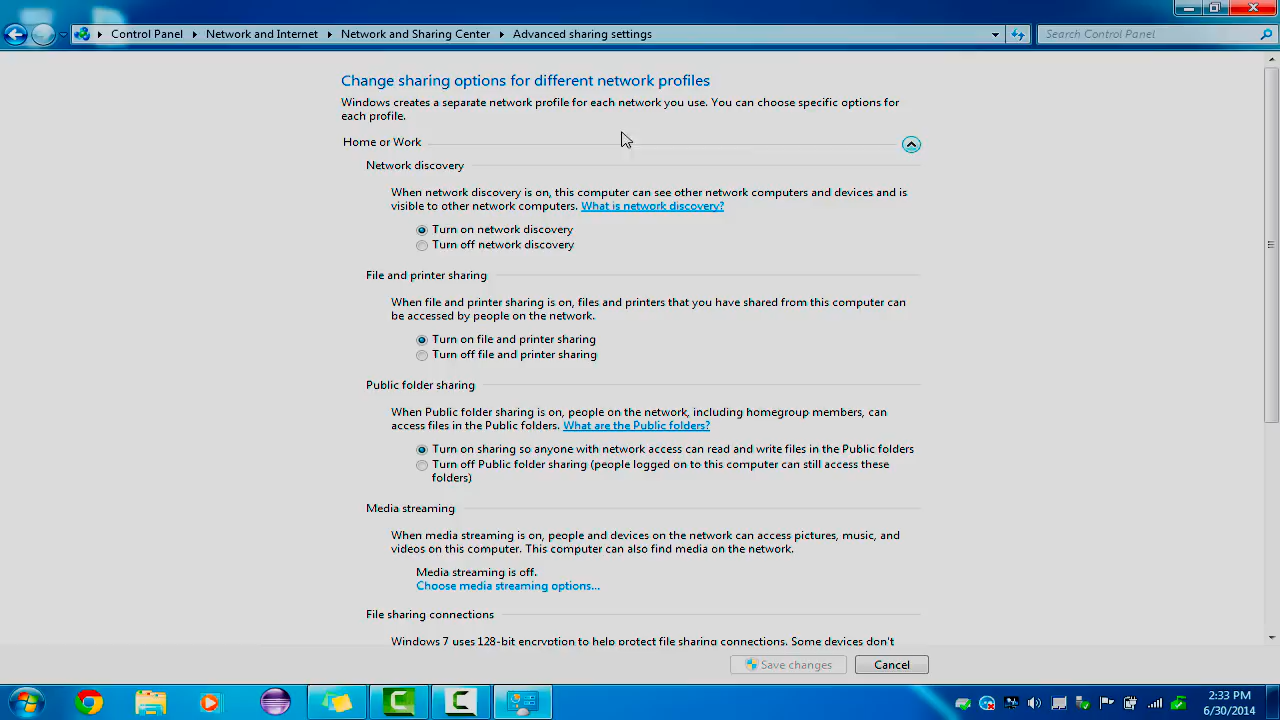 Control Panel Network and Internet Network and Sharing Center Advanced sharing settings Search Control Panel
Change sharing options for different network profiles
Windows creates a separate network profile for each network you use. You can choose specific options for
each profile.
Home or Work
Network discovery
When network discovery is on, this computer can see other network computers and devices and is
visible to other network computers. What is network discovery?
Turn on network discovery
Turn off network discovery
File and printer sharing
When file and printer sharing is on, files and printers that you have shared from this computer can
be accessed by people on the network.
Turn on file and printer sharing
Turn off file and printer sharing
Public folder sharing
When Public folder sharing is on, people on the network, including homegroup members, can
access files in the Public folders. What are the Public folders?
Turn on sharing so anyone with network access can read and write files in the Public folders
Turn off Public folder sharing (people logged on to this computer can still access these
folders)
Media streaming
When media streaming is on, people and devices on the network can access pictures, music, and
videos on this computer. This computer can also find media on the network.
Media streaming is off.
Choose media streaming options...
File sharing connections
Windows 7 uses 128-bit encryption to help protect file sharing connections. Some devices don't
Save changes Cancel
2:33 PM
6/30/2014